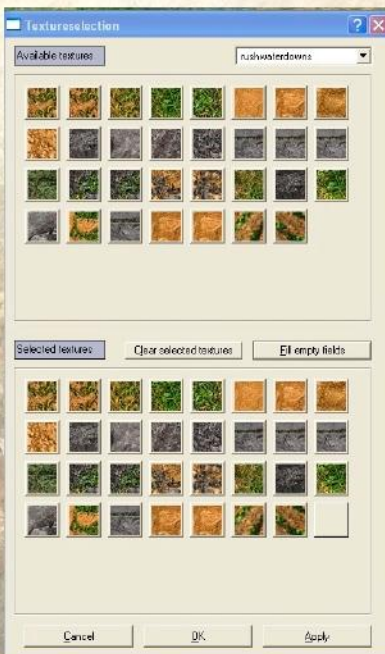 Textureselection
Available textures
rushwaterdowns
Selected textures
Clear selected textures
Fill empty fields
Cancel
OK
Apply